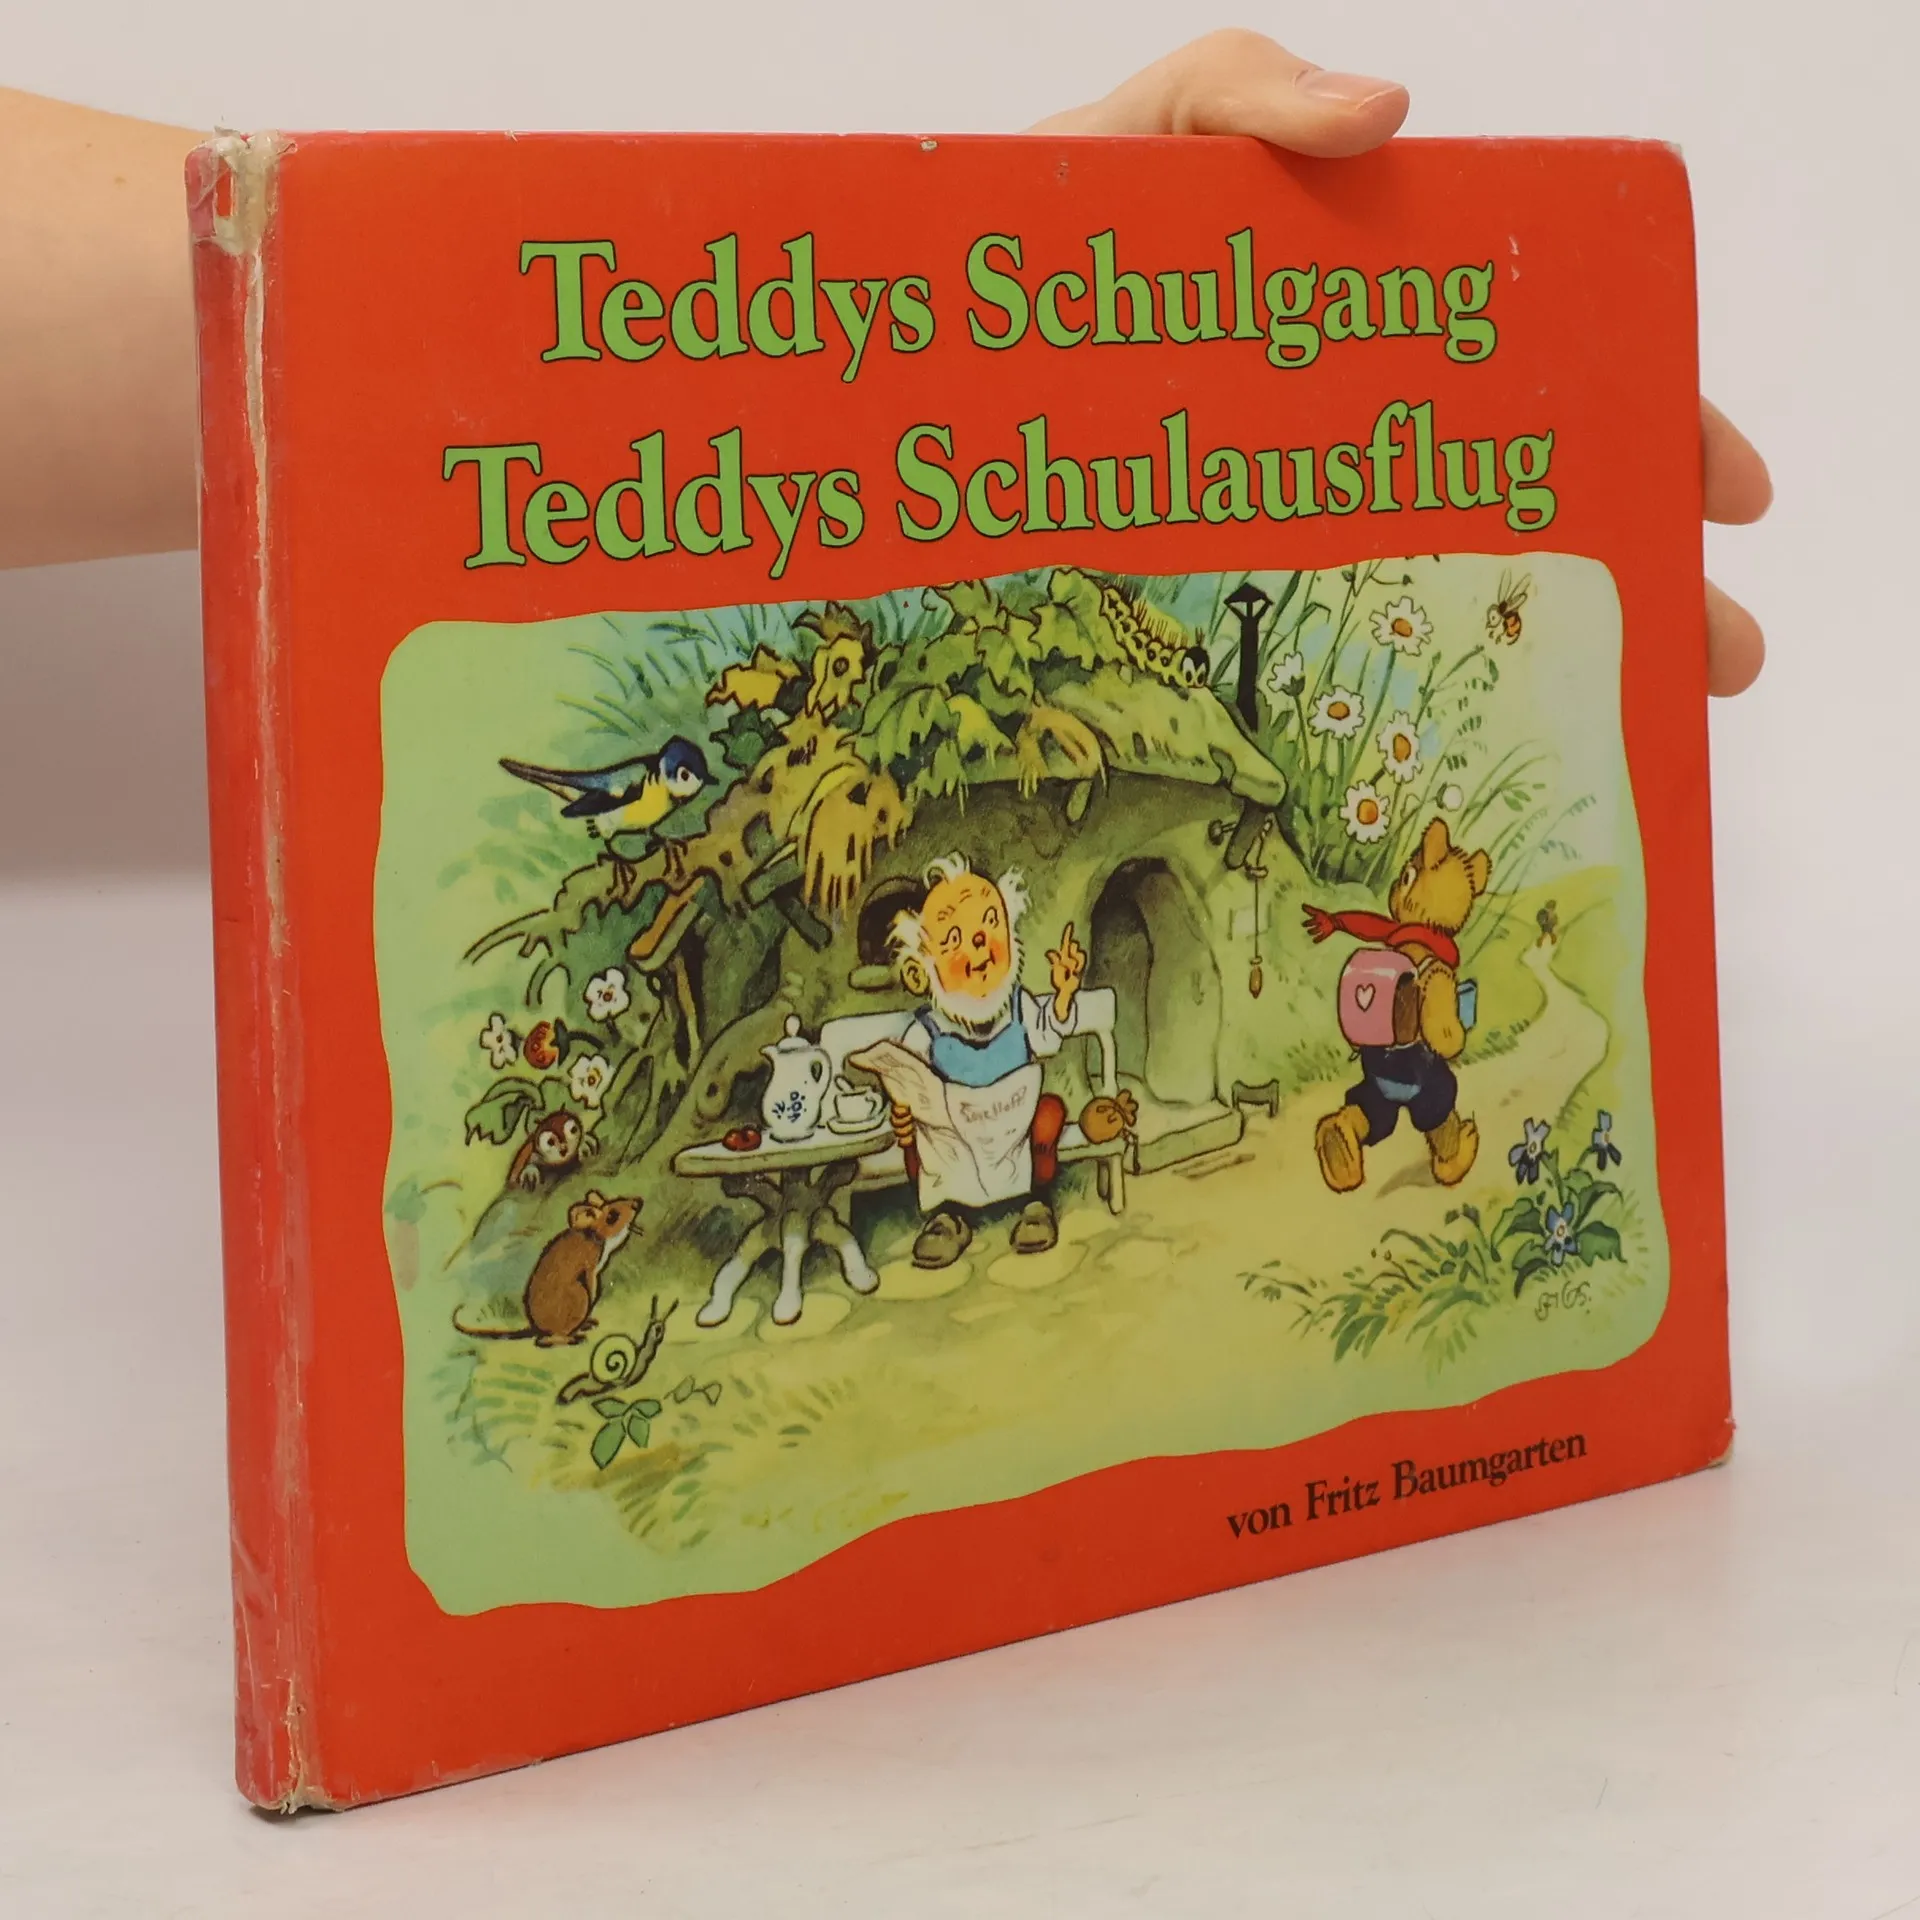 Teddys Schulgang
Teddys Schulausflug
von Fritz Baumgarten